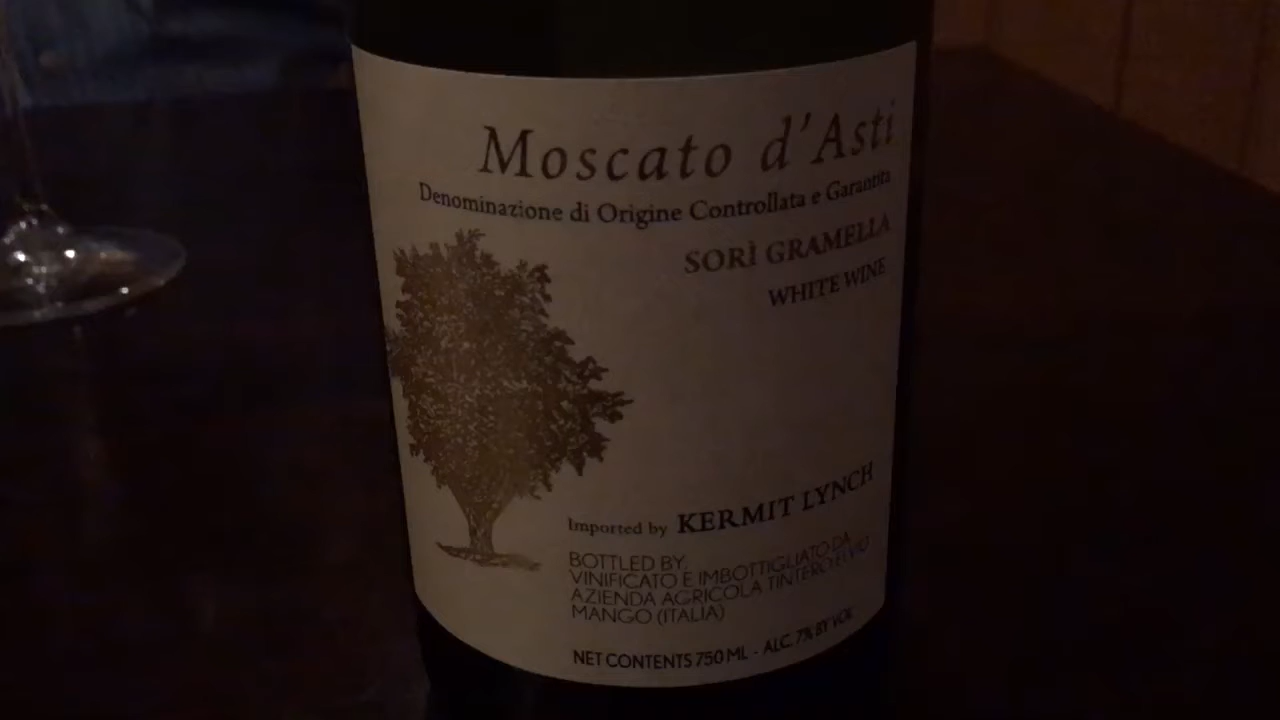 Moscato d'Asti
Denominazione di Origine Controllata e Garantita
SORÌ GRAMELLA
WHITE WINE
Imported by KERMIT LYNCH
BOTTLED BY,
VINIFICATO E IMBOTTIGLIATO DA
AZIENDA AGRICOLA TINTERO ELVIO
MANGO (ITALIA)
NET CONTENTS 750 ML - ALC. 7% BY VOL